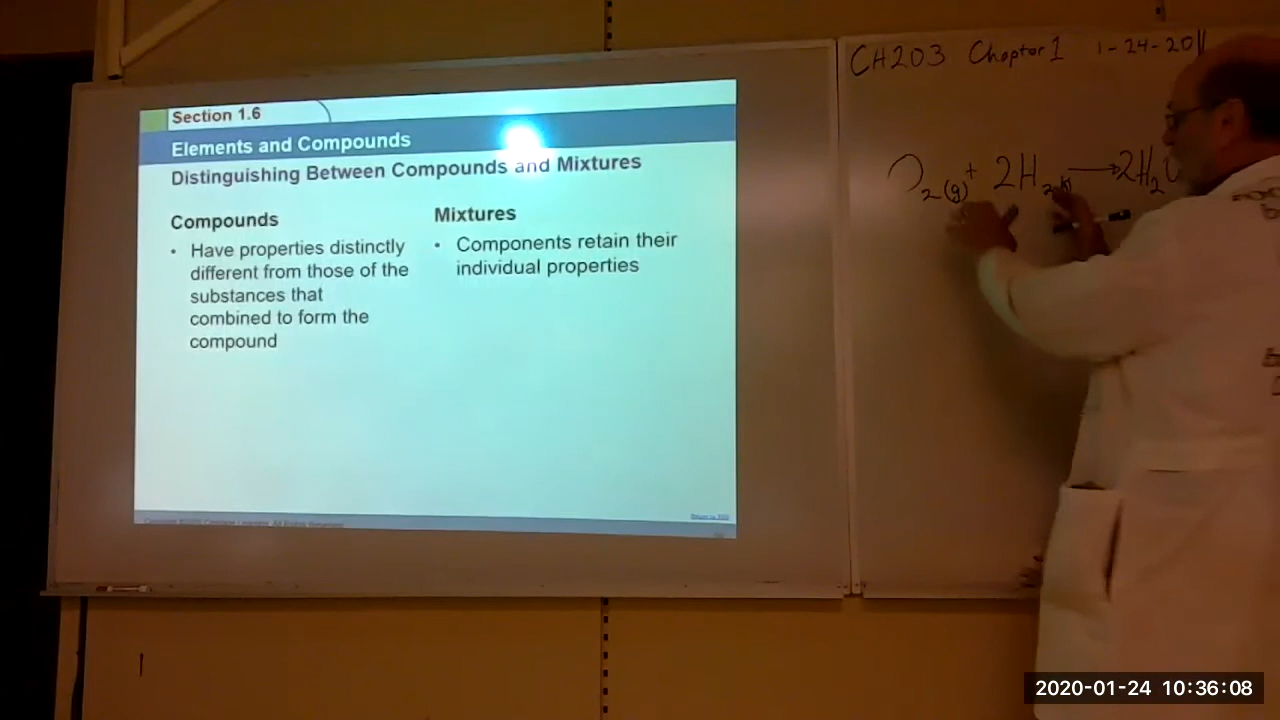 Section 1.6
Elements and Compounds
Distinguishing Between Compounds and Mixtures
Compounds
• Have properties distinctly
different from those of the
substances that
combined to form the
compound
Mixtures
• Components retain their
individual properties
CH203 Chapter 1 1-24-20
O2(g) + 2H2 → 2H2O
2020-01-24 10:36:08